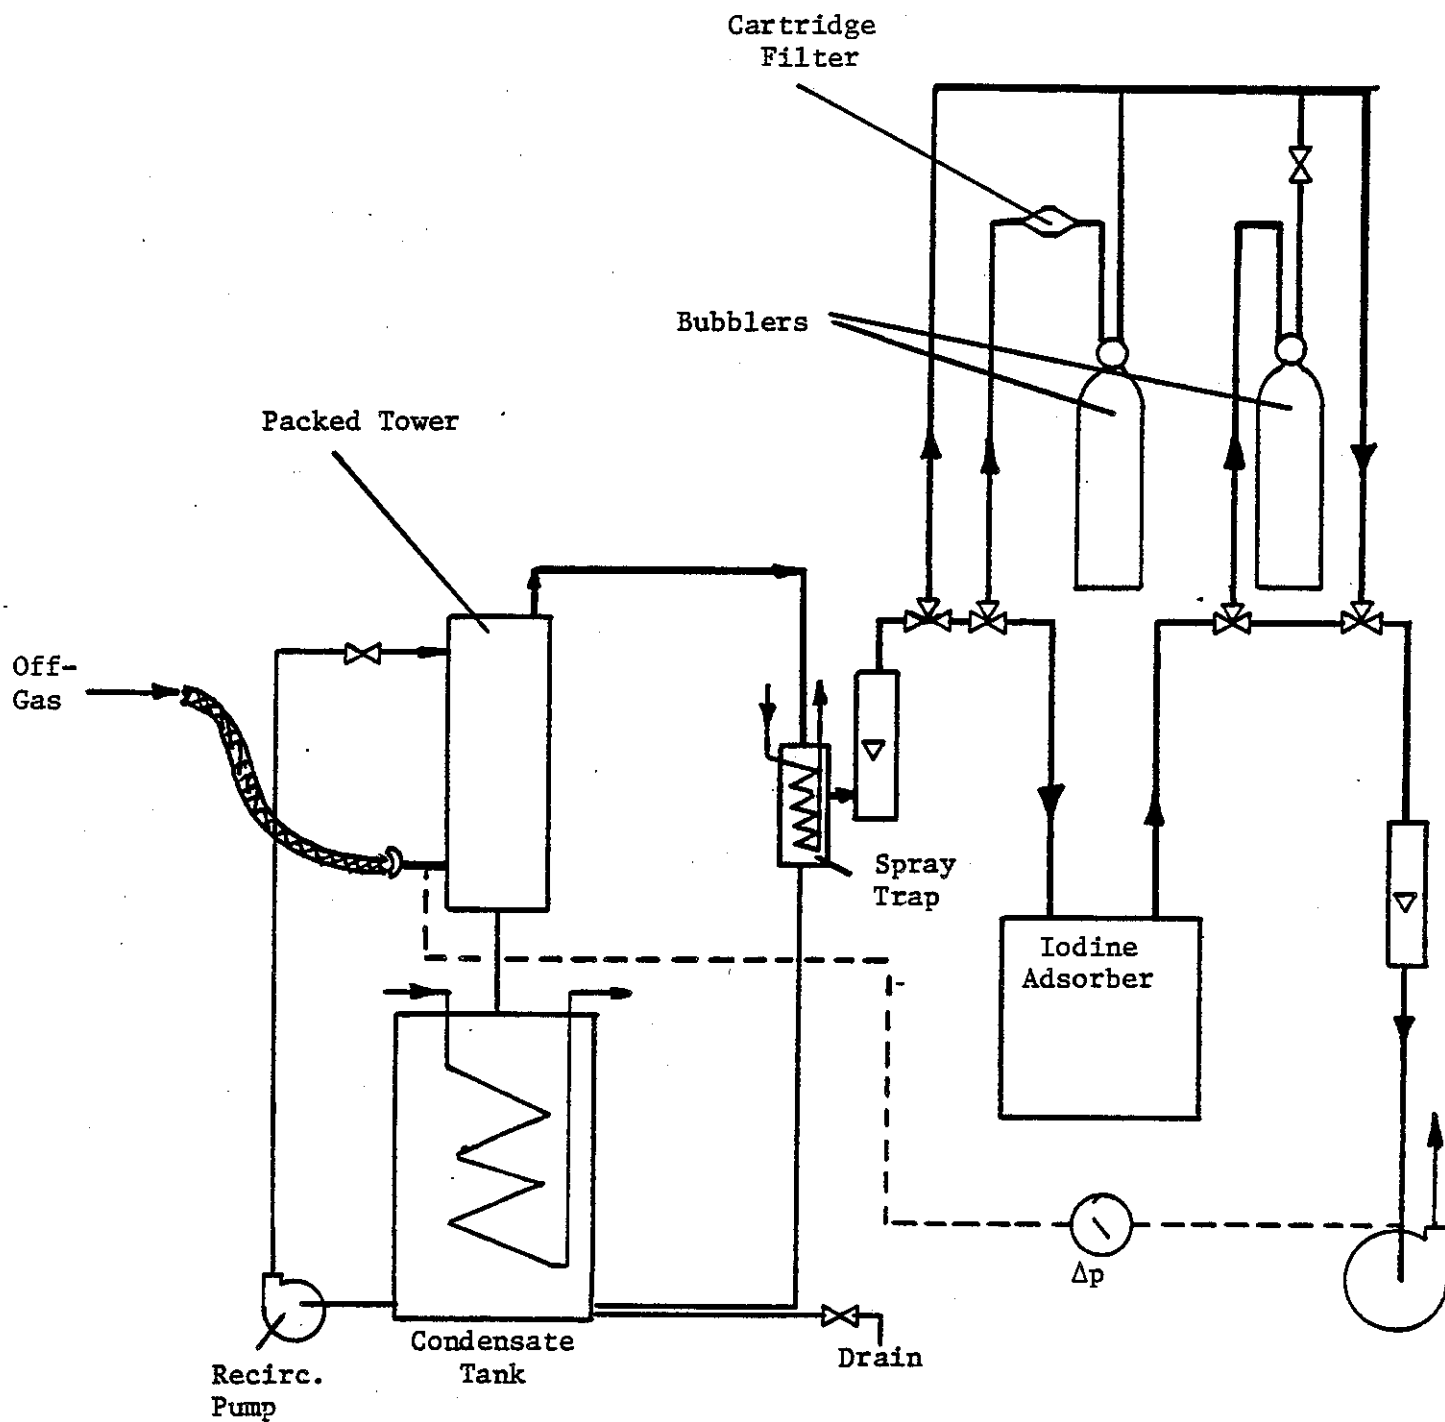 Cartridge
Filter
Bubblers
Packed Tower
Off-
Gas
Spray
Trap
Iodine
Adsorber
Δp
Condensate
Tank
Drain
Recirc.
Pump